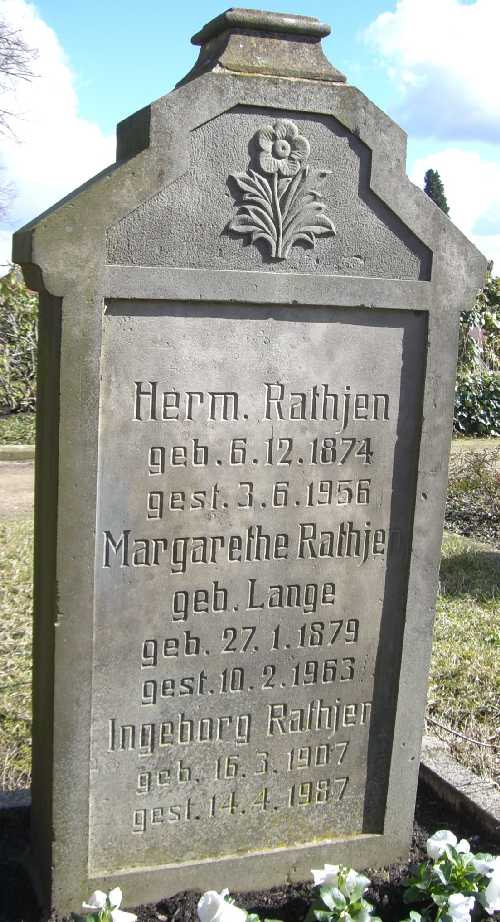 Herm. Rathjen
geb. 6.12.1874
gest. 3.6.1956
Margarethe Rathjen
geb. Lange
geb. 27.1.1879
gest. 10.2.1963
Ingeborg Rathjen
geb. 16.3.1907
gest. 14.4.1987